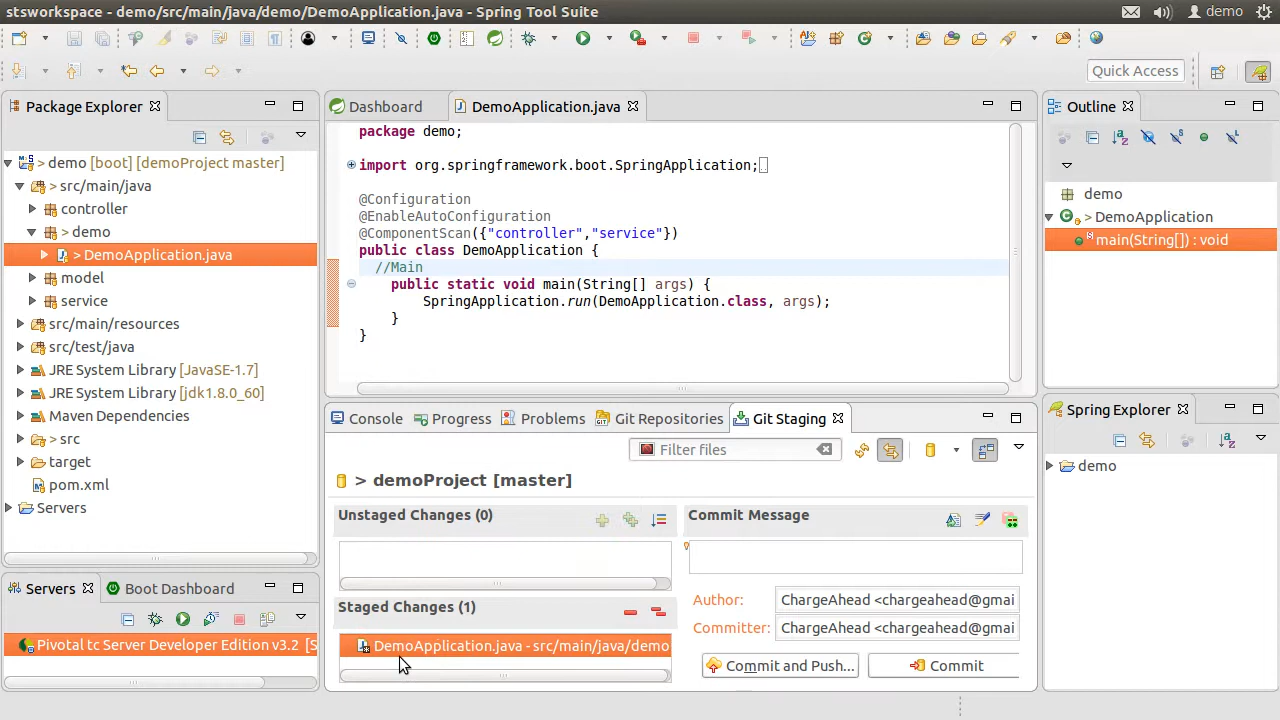 stsworkspace - demo/src/main/java/demo/DemoApplication.java - Spring Tool Suite
demo
Quick Access
Package Explorer
> demo [boot] [demoProject master]
> src/main/java
controller
> demo
> DemoApplication.java
model
service
src/main/resources
src/test/java
JRE System Library [JavaSE-1.7]
JRE System Library [jdk1.8.0_60]
Maven Dependencies
> src
target
pom.xml
Servers
Servers
Boot Dashboard
Pivotal tc Server Developer Edition v3.2 [S
Dashboard
DemoApplication.java
package demo;
import org.springframework.boot.SpringApplication;
@Configuration
@EnableAutoConfiguration
@ComponentScan({"controller","service"})
public class DemoApplication {
//Main
public static void main(String[] args) {
SpringApplication.run(DemoApplication.class, args);
}
}
Console
Progress
Problems
Git Repositories
Git Staging
Filter files
> demoProject [master]
Unstaged Changes (0)
Staged Changes (1)
DemoApplication.java - src/main/java/demo
Commit Message
Author:
ChargeAhead <chargeahead@gmai
Committer:
ChargeAhead <chargeahead@gmai
Commit and Push...
Commit
Outline
demo
> DemoApplication
main(String[]) : void
Spring Explorer
demo